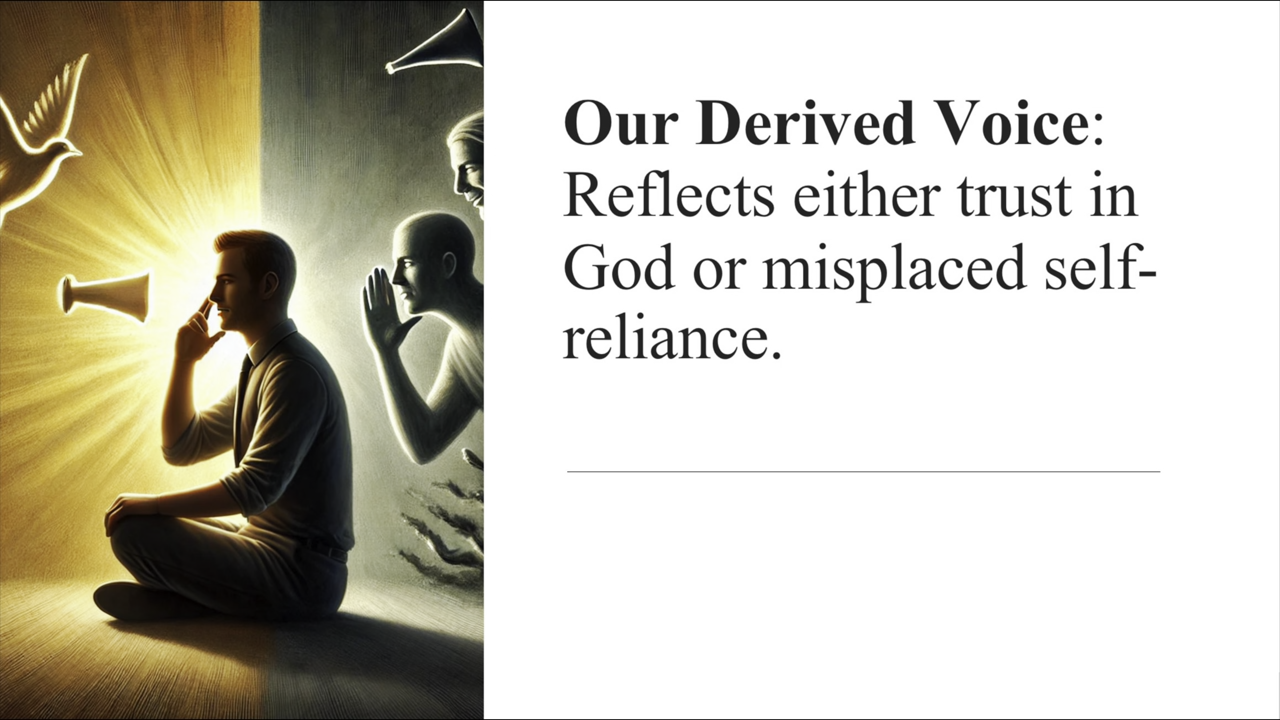 Our Derived Voice:
Reflects either trust in
God or misplaced self-
reliance.